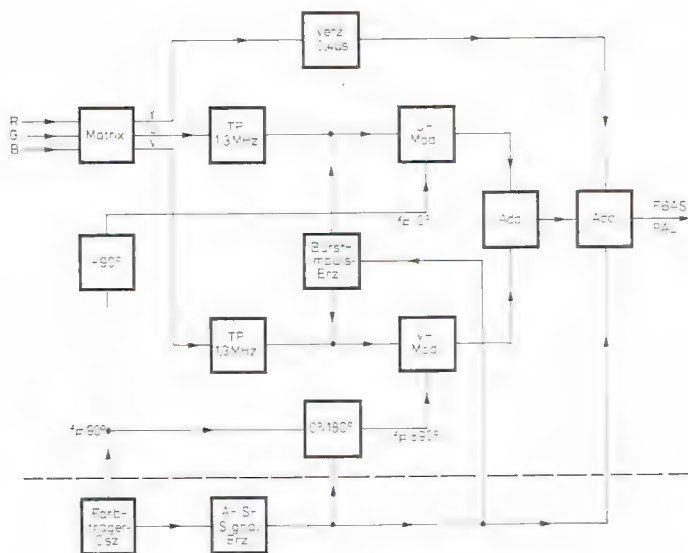 R
G
B
Matrix
Y
U
V
Verz
0,4µs
TP
1,3MHz
U-
Mod
Add
Add
FBAS
PAL
-90°
Burst-
impuls-
Erz
TP
1,3MHz
V-
Mod
0°/180°
Farb-
träger-
Osz
A-S-
Signal
Erz